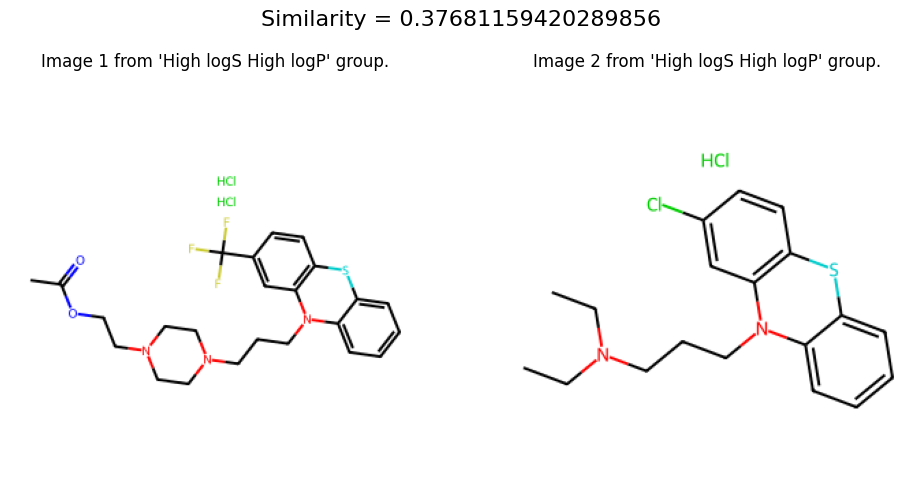 Similarity = 0.37681159420289856
Image 1 from 'High logS High logP' group.
Image 2 from 'High logS High logP' group.
HCl
HCl
F
F
F
O
O
N
N
N
S
HCl
Cl
S
N
N